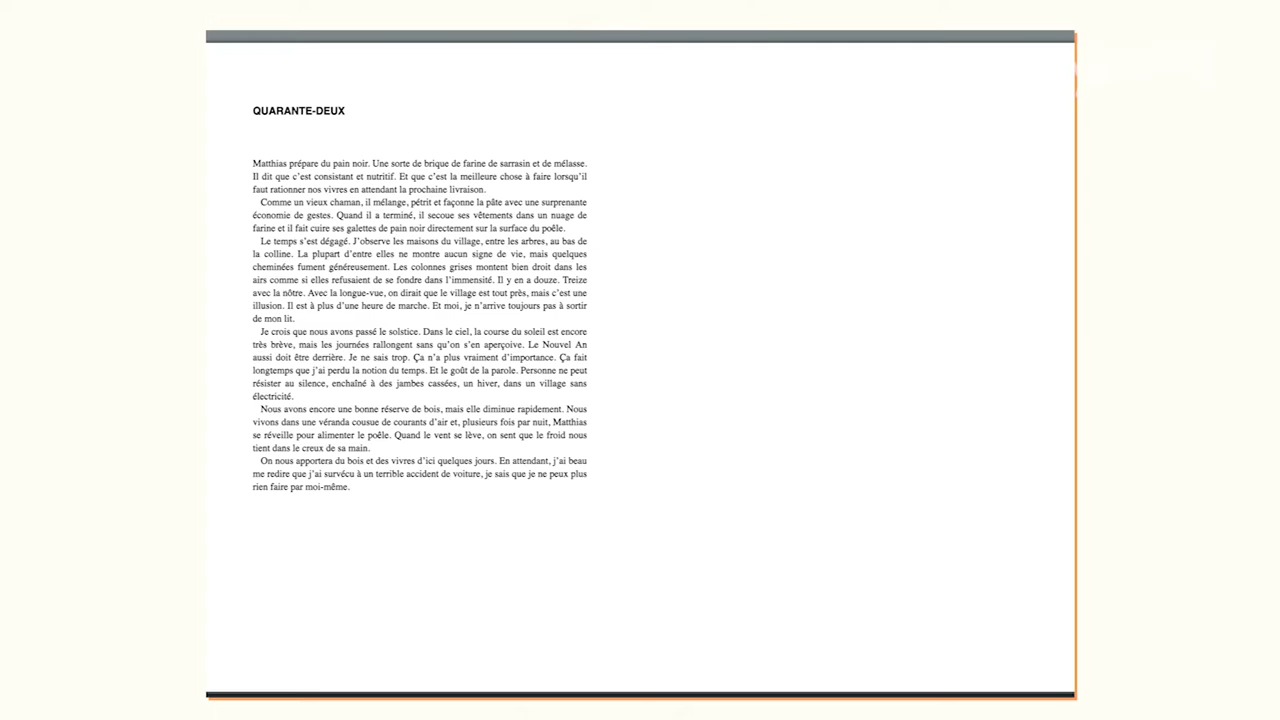 QUARANTE-DEUX
Matthias prépare du pain noir. Une sorte de brique de farine de sarrasin et de mélasse.
Il dit que c’est consistant et nutritif. Et que c’est la meilleure chose à faire lorsqu’il
faut rationner nos vivres en attendant la prochaine livraison.
Comme un vieux chaman, il mélange, pétrit et façonne la pâte avec une surprenante
économie de gestes. Quand il a terminé, il secoue ses vêtements dans un nuage de
farine et il fait cuire ses galettes de pain noir directement sur la surface du poêle.
Le temps s’est dégagé. J’observe les maisons du village, entre les arbres, au bas de
la colline. La plupart d’entre elles ne montre aucun signe de vie, mais quelques
cheminées fument généreusement. Les colonnes grises montent bien droit dans les
airs comme si elles refusaient de se fondre dans l’immensité. Il y en a douze. Treize
avec la nôtre. Avec la longue-vue, on dirait que le village est tout près, mais c’est une
illusion. Il est à plus d’une heure de marche. Et moi, je n’arrive toujours pas à sortir
de mon lit.
Je crois que nous avons passé le solstice. Dans le ciel, la course du soleil est encore
très brève, mais les journées rallongent sans qu’on s’en aperçoive. Le Nouvel An
aussi doit être derrière. Je ne sais trop. Ça n’a plus vraiment d’importance. Ça fait
longtemps que j’ai perdu la notion du temps. Et le goût de la parole. Personne ne peut
résister au silence, enchaîné à des jambes cassées, un hiver, dans un village sans
électricité.
Nous avons encore une bonne réserve de bois, mais elle diminue rapidement. Nous
vivons dans une véranda cousue de courants d’air et, plusieurs fois par nuit, Matthias
se réveille pour alimenter le poêle. Quand le vent se lève, on sent que le froid nous
tient dans le creux de sa main.
On nous apportera du bois et des vivres d’ici quelques jours. En attendant, j’ai beau
me redire que j’ai survécu à un terrible accident de voiture, je sais que je ne peux plus
rien faire par moi-même.